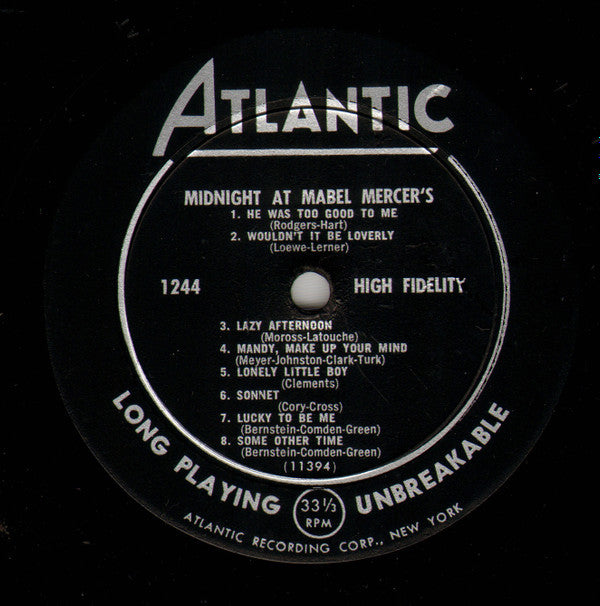 ATLANTIC
MIDNIGHT AT MABEL MERCER'S
1. HE WAS TOO GOOD TO ME
(Rodgers-Hart)
2. WOULDN'T IT BE LOVERLY
(Loewe-Lerner)
1244 HIGH FIDELITY
3. LAZY AFTERNOON
(Moross-Latouche)
4. MANDY, MAKE UP YOUR MIND
(Meyer-Johnston-Clark-Turk)
5. LONELY LITTLE BOY
(Clements)
6. SONNET
(Cory-Cross)
7. LUCKY TO BE ME
(Bernstein-Comden-Green)
8. SOME OTHER TIME
(Bernstein-Comden-Green)
(11394)
LONG PLAYING 33 1/3 RPM UNBREAKABLE
ATLANTIC RECORDING CORP., NEW YORK